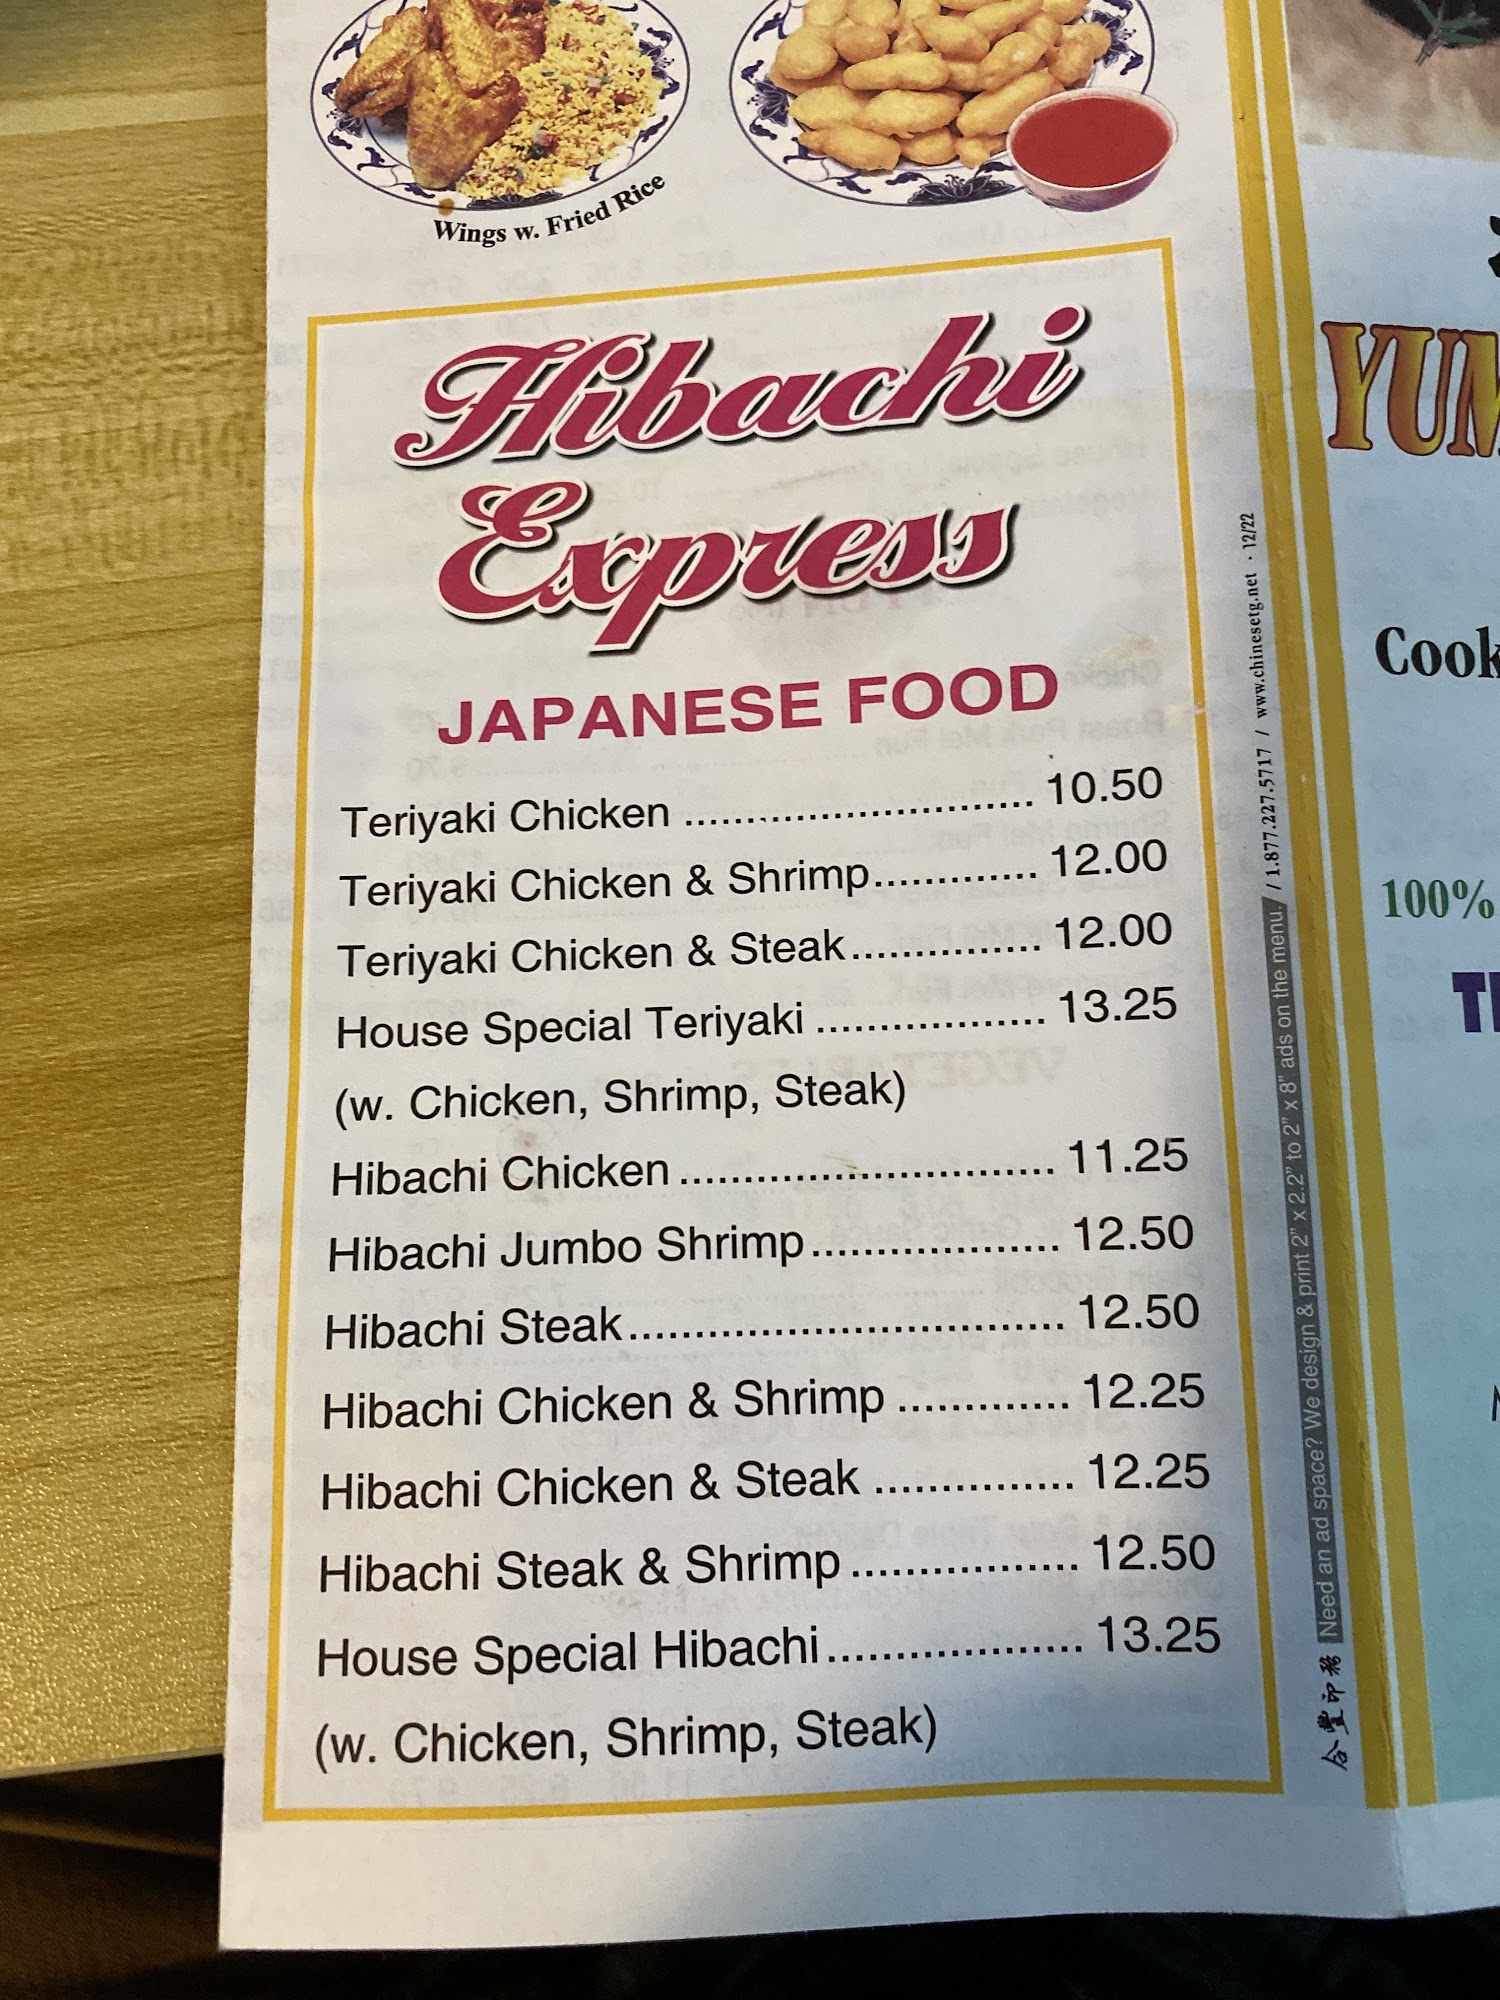 Wings w. Fried Rice
Hibachi
Express
JAPANESE FOOD
Teriyaki Chicken ............................ 10.50
Teriyaki Chicken & Shrimp............. 12.00
Teriyaki Chicken & Steak............... 12.00
House Special Teriyaki .................. 13.25
(w. Chicken, Shrimp, Steak)
Hibachi Chicken ............................. 11.25
Hibachi Jumbo Shrimp.................... 12.50
Hibachi Steak.................................. 12.50
Hibachi Chicken & Shrimp ............. 12.25
Hibachi Chicken & Steak ............... 12.25
Hibachi Steak & Shrimp ................. 12.50
House Special Hibachi.................... 13.25
(w. Chicken, Shrimp, Steak)
合豐印務 Need an ad space? We design & print 2" x 2.2" to 2" x 8" ads on the menu. / 1.877.227.5717 / www.chinesetg.net · 12/22
YUM
Cook
100%